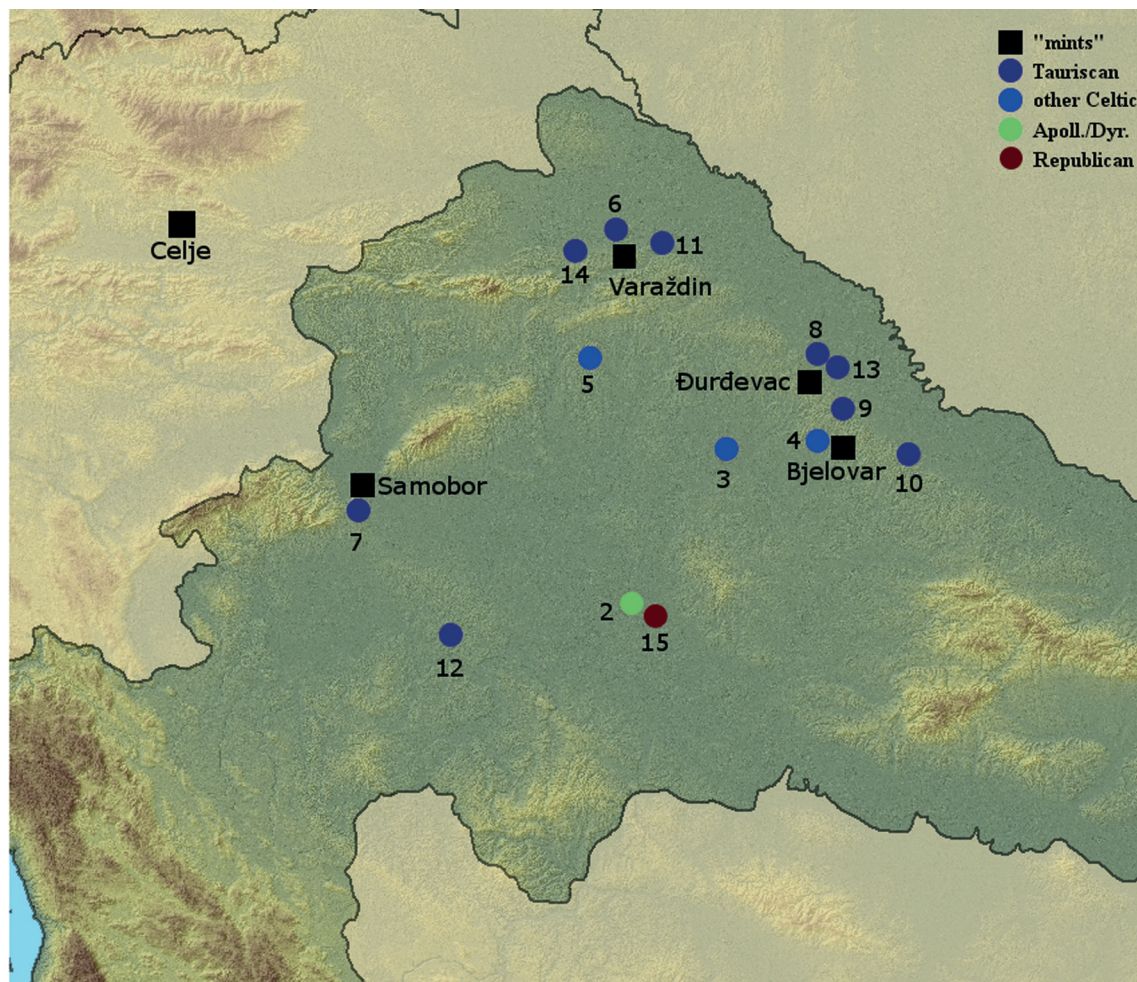 "mints"
Tauriscan
other Celtic
Apoll./Dyr.
Republican
6
11
14
Celje
Varaždin
8
13
5
Đurđevac
9
4
3
Bjelovar
10
Samobor
7
2
15
12